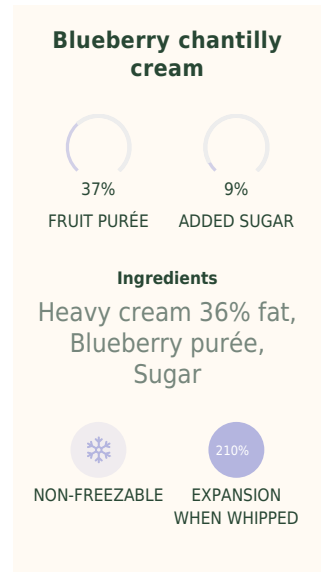 Blueberry chantilly
cream
37%
9%
FRUIT PURÉE
ADDED SUGAR
Ingredients
Heavy cream 36% fat,
Blueberry purée,
Sugar
210%
NON-FREEZABLE
EXPANSION
WHEN WHIPPED